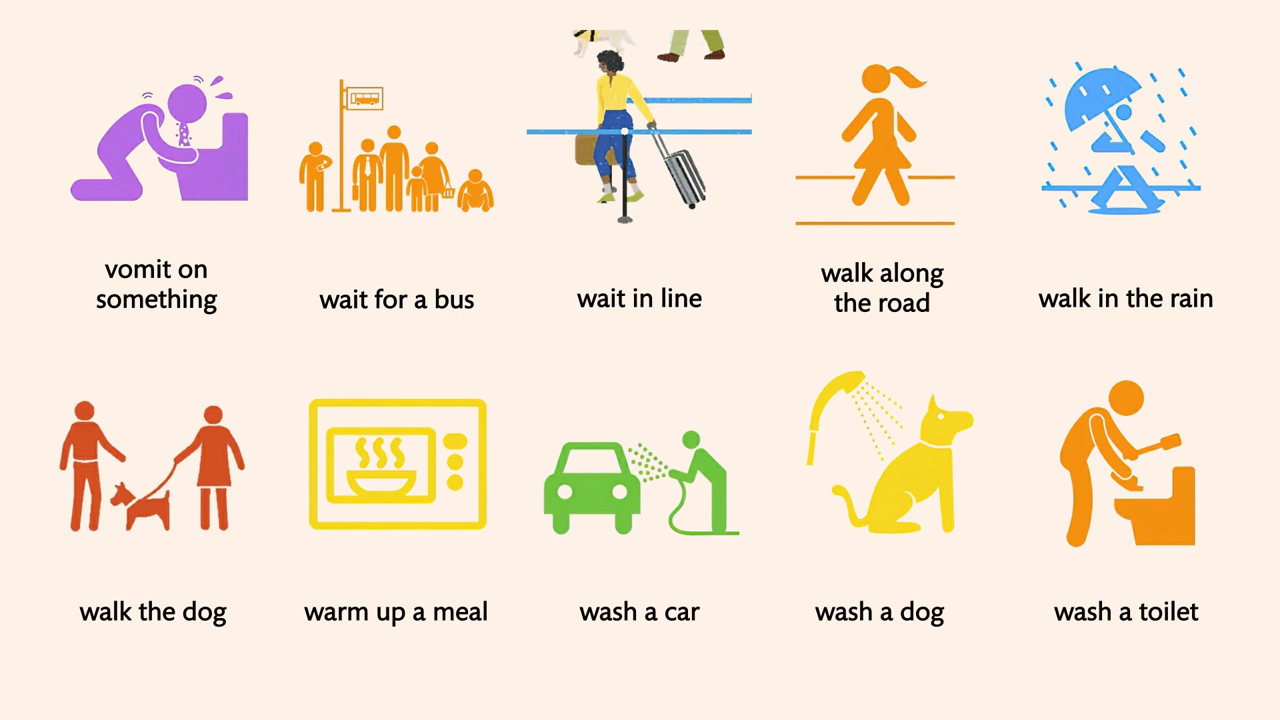 vomit on
something
wait for a bus
wait in line
walk along
the road
walk in the rain
walk the dog
warm up a meal
wash a car
wash a dog
wash a toilet